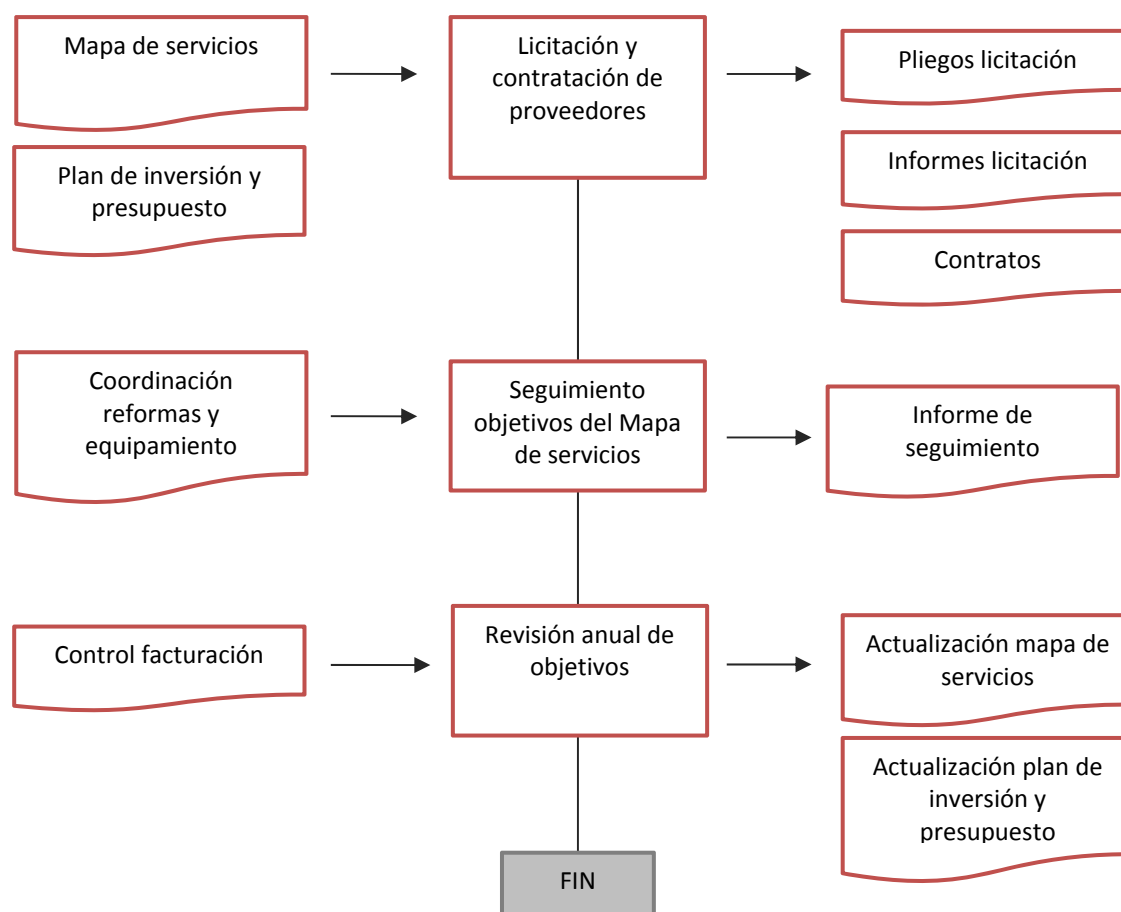 Mapa de servicios
Licitación y
contratación de
proveedores
Pliegos licitación
Plan de inversión y
presupuesto
Informes licitación
Contratos
Coordinación
reformas y
equipamiento
Seguimiento
objetivos del Mapa
de servicios
Informe de
seguimiento
Control facturación
Revisión anual de
objetivos
Actualización mapa de
servicios
Actualización plan de
inversión y
presupuesto
FIN